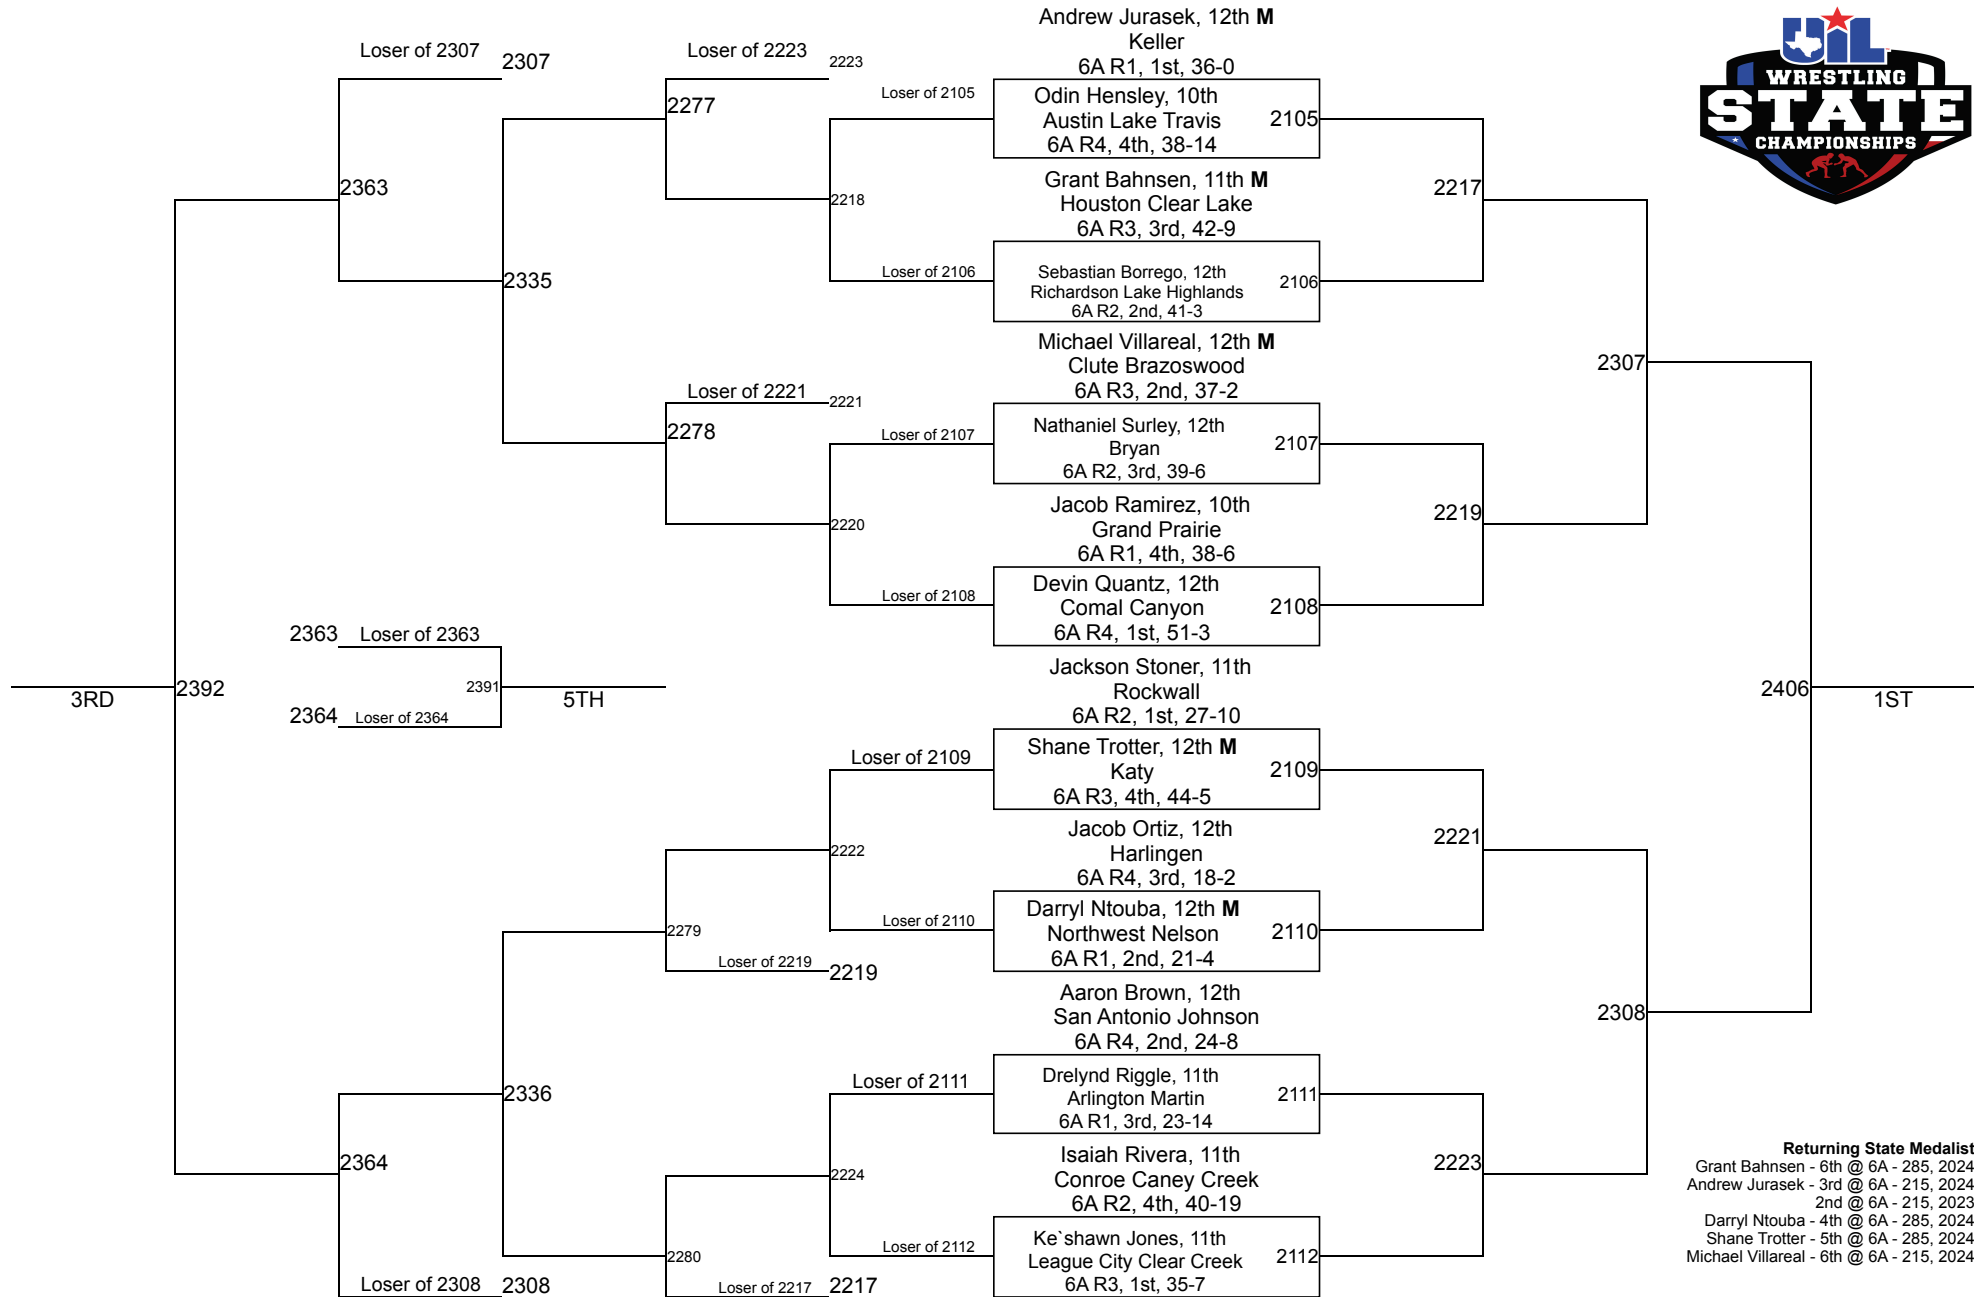 Andrew Jurasek, 12th M
Keller
6A R1, 1st, 36-0
Odin Hensley, 10th
Austin Lake Travis
6A R4, 4th, 38-14
2105
Grant Bahnsen, 11th M
Houston Clear Lake
6A R3, 3rd, 42-9
Sebastian Borrego, 12th
Richardson Lake Highlands
6A R2, 2nd, 41-3
2106
Michael Villareal, 12th M
Clute Brazoswood
6A R3, 2nd, 37-2
Nathaniel Surley, 12th
Bryan
6A R2, 3rd, 39-6
2107
Jacob Ramirez, 10th
Grand Prairie
6A R1, 4th, 38-6
Devin Quantz, 12th
Comal Canyon
6A R4, 1st, 51-3
2108
Jackson Stoner, 11th
Rockwall
6A R2, 1st, 27-10
Shane Trotter, 12th M
Katy
6A R3, 4th, 44-5
2109
Jacob Ortiz, 12th
Harlingen
6A R4, 3rd, 18-2
Darryl Ntouba, 12th M
Northwest Nelson
6A R1, 2nd, 21-4
2110
Aaron Brown, 12th
San Antonio Johnson
6A R4, 2nd, 24-8
Drelynd Riggle, 11th
Arlington Martin
6A R1, 3rd, 23-14
2111
Isaiah Rivera, 11th
Conroe Caney Creek
6A R2, 4th, 40-19
Ke`shawn Jones, 11th
League City Clear Creek
6A R3, 1st, 35-7
2112
2217
2219
2221
2223
2307
2308
2406
1ST
Loser of 2105
Loser of 2106
Loser of 2107
Loser of 2108
Loser of 2109
Loser of 2110
Loser of 2111
Loser of 2112
Loser of 2223 2223
2218
Loser of 2221 2221
2220
2222
Loser of 2219 2219
2224
Loser of 2217 2217
2277
2278
2279
2280
2335
2336
Loser of 2307 2307
2363
2364
Loser of 2308 2308
2363 Loser of 2363
2364 Loser of 2364
2391
5TH
2392
3RD
UIL
WRESTLING
STATE
CHAMPIONSHIPS
Returning State Medalist
Grant Bahnsen - 6th @ 6A - 285, 2024
Andrew Jurasek - 3rd @ 6A - 215, 2024
2nd @ 6A - 215, 2023
Darryl Ntouba - 4th @ 6A - 285, 2024
Shane Trotter - 5th @ 6A - 285, 2024
Michael Villareal - 6th @ 6A - 215, 2024